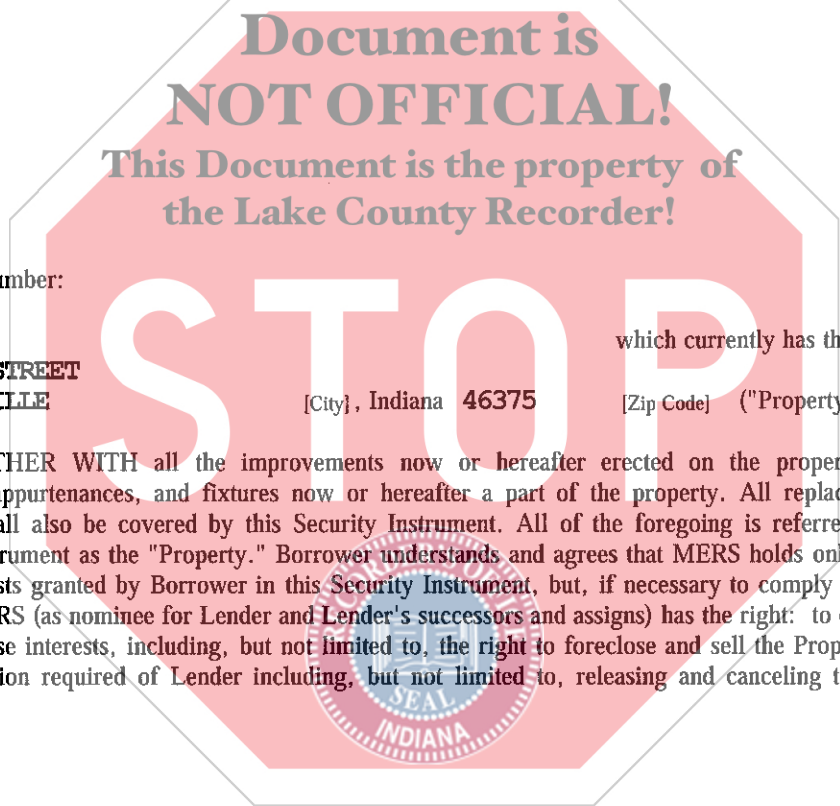 Document is
NOT OFFICIAL!
This Document is the property of
the Lake County Recorder!
umber:
STOP
which currently has th
STREET
ILLE [City], Indiana 46375 [Zip Code] ("Property
THER WITH all the improvements now or hereafter erected on the proper
appurtenances, and fixtures now or hereafter a part of the property. All replac
all also be covered by this Security Instrument. All of the foregoing is referre
rument as the "Property." Borrower understands and agrees that MERS holds onl
sts granted by Borrower in this Security Instrument, but, if necessary to comply
RS (as nominee for Lender and Lender's successors and assigns) has the right: to
se interests, including, but not limited to, the right to foreclose and sell the Prop
ion required of Lender including, but not limited to, releasing and canceling t
SEAL
INDIANA